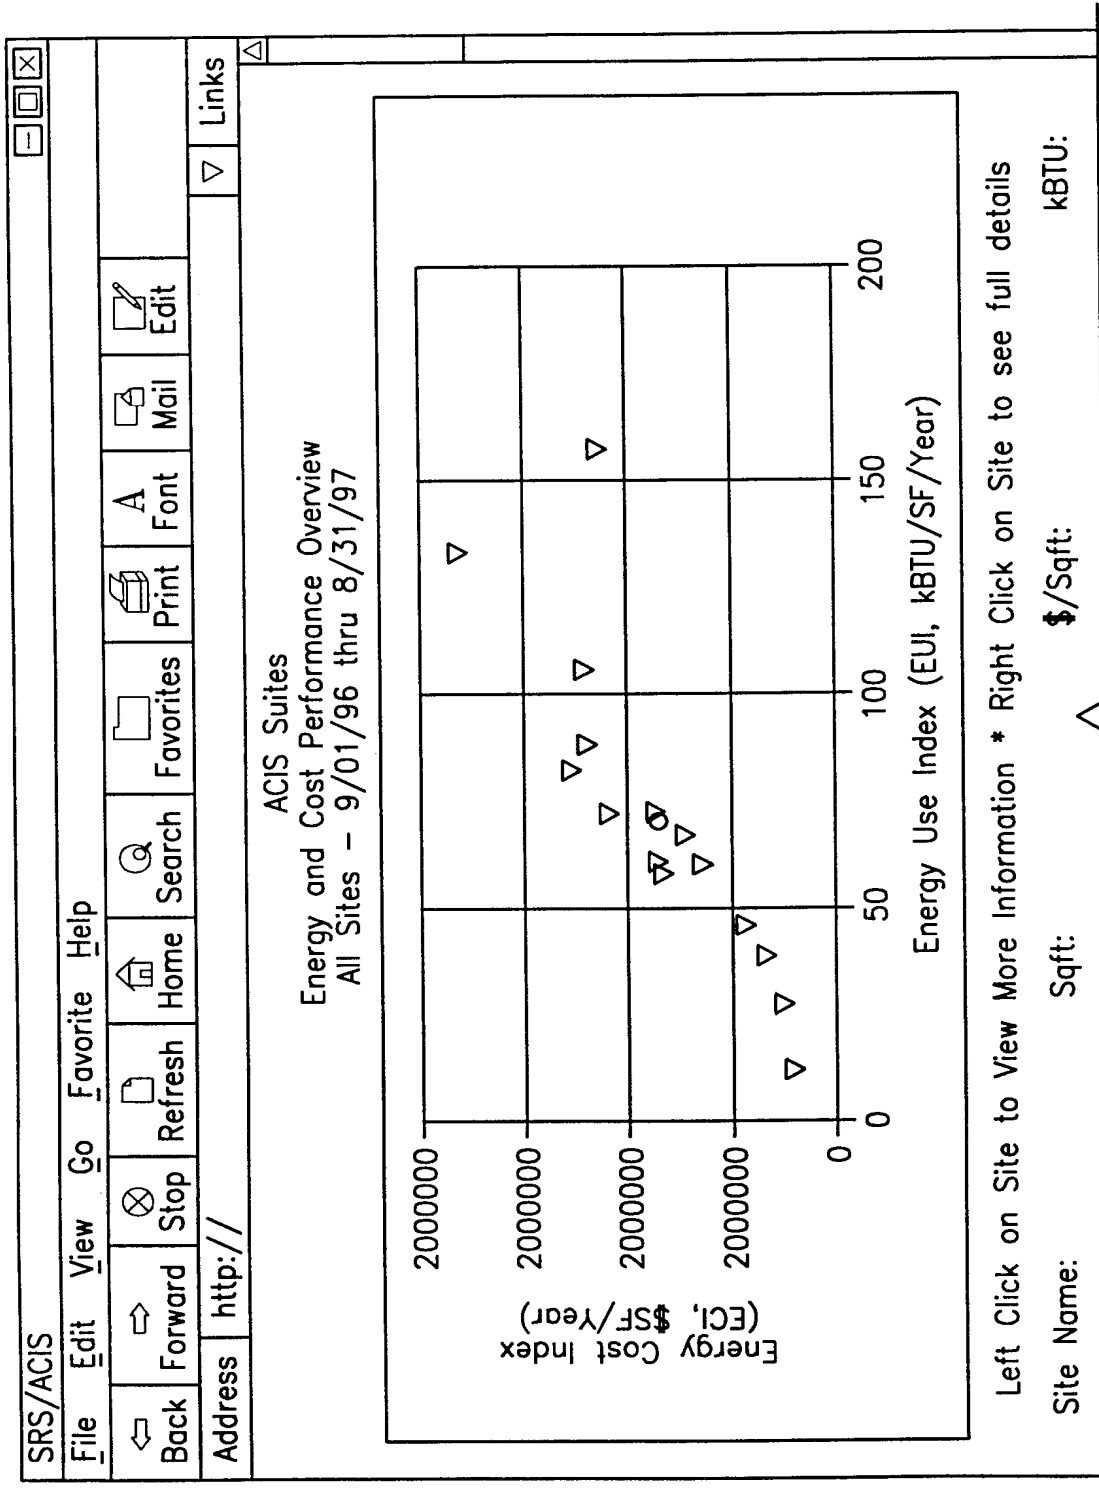 SRS/ACIS
File Edit View Go Favorite Help
Back Forward Stop Refresh Home Search Favorites Print Font Mail Edit
Address http:// Links
ACIS Suites
Energy and Cost Performance Overview
All Sites - 9/01/96 thru 8/31/97
Energy Cost Index
(ECI, $SF/Year)
2000000
2000000
2000000
2000000
0
0 50 100 150 200
Energy Use Index (EUI, kBTU/SF/Year)
Left Click on Site to View More Information * Right Click on Site to see full details
Site Name: Sqft: $/Sqft: kBTU: